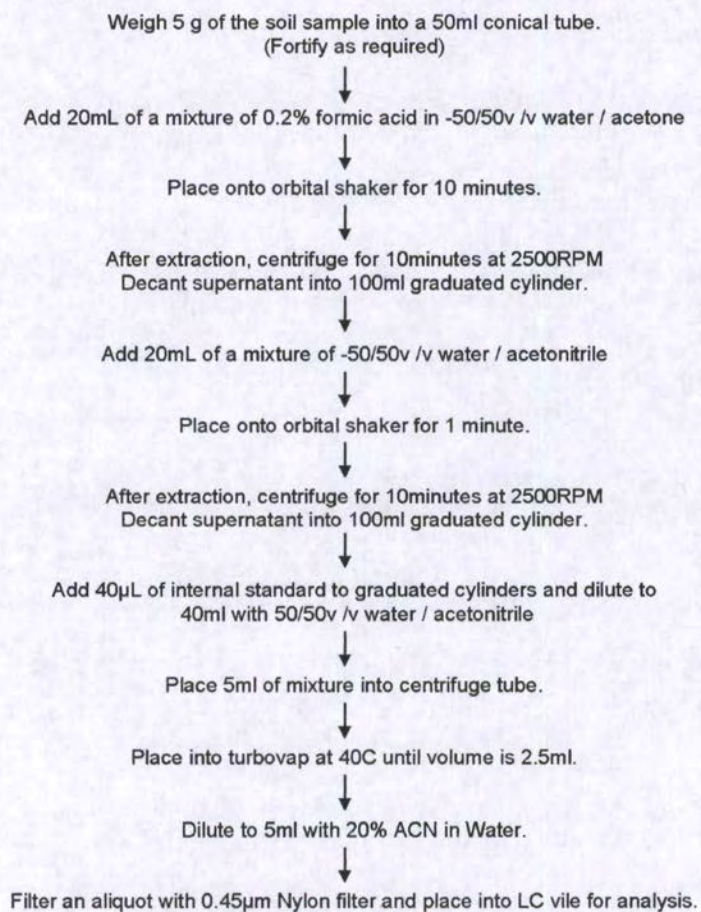 Weigh 5 g of the soil sample into a 50ml conical tube.
(Fortify as required)
Add 20mL of a mixture of 0.2% formic acid in -50/50v /v water / acetone
Place onto orbital shaker for 10 minutes.
After extraction, centrifuge for 10minutes at 2500RPM
Decant supernatant into 100ml graduated cylinder.
Add 20mL of a mixture of -50/50v /v water / acetonitrile
Place onto orbital shaker for 1 minute.
After extraction, centrifuge for 10minutes at 2500RPM
Decant supernatant into 100ml graduated cylinder.
Add 40µL of internal standard to graduated cylinders and dilute to
40ml with 50/50v /v water / acetonitrile
Place 5ml of mixture into centrifuge tube.
Place into turbovap at 40C until volume is 2.5ml.
Dilute to 5ml with 20% ACN in Water.
Filter an aliquot with 0.45µm Nylon filter and place into LC vile for analysis.